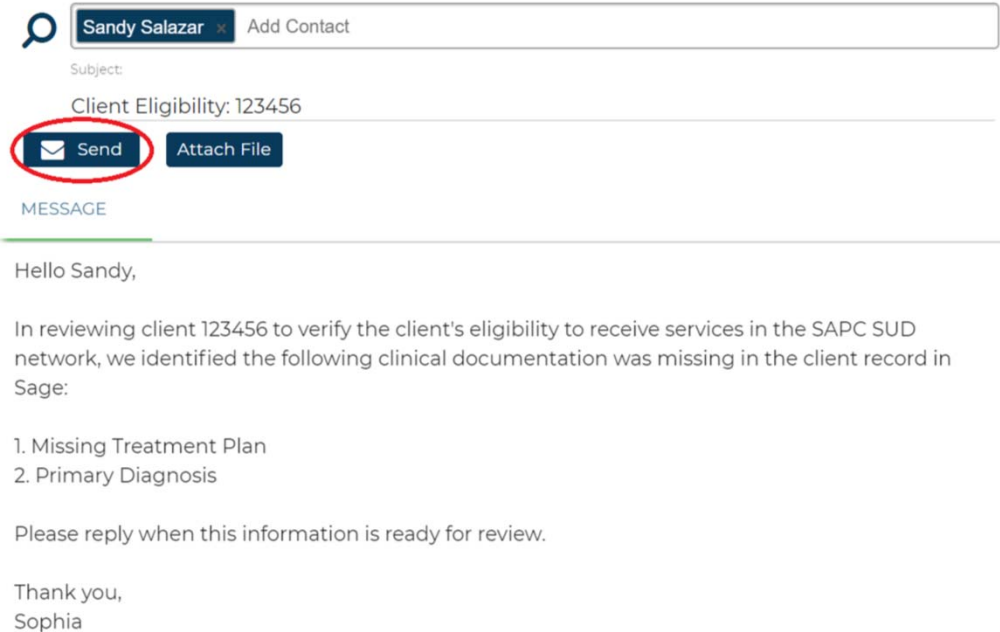 Sandy Salazar x Add Contact
Subject:
Client Eligibility: 123456
Send Attach File
MESSAGE
Hello Sandy,
In reviewing client 123456 to verify the client's eligibility to receive services in the SAPC SUD
network, we identified the following clinical documentation was missing in the client record in
Sage:
1. Missing Treatment Plan
2. Primary Diagnosis
Please reply when this information is ready for review.
Thank you,
Sophia